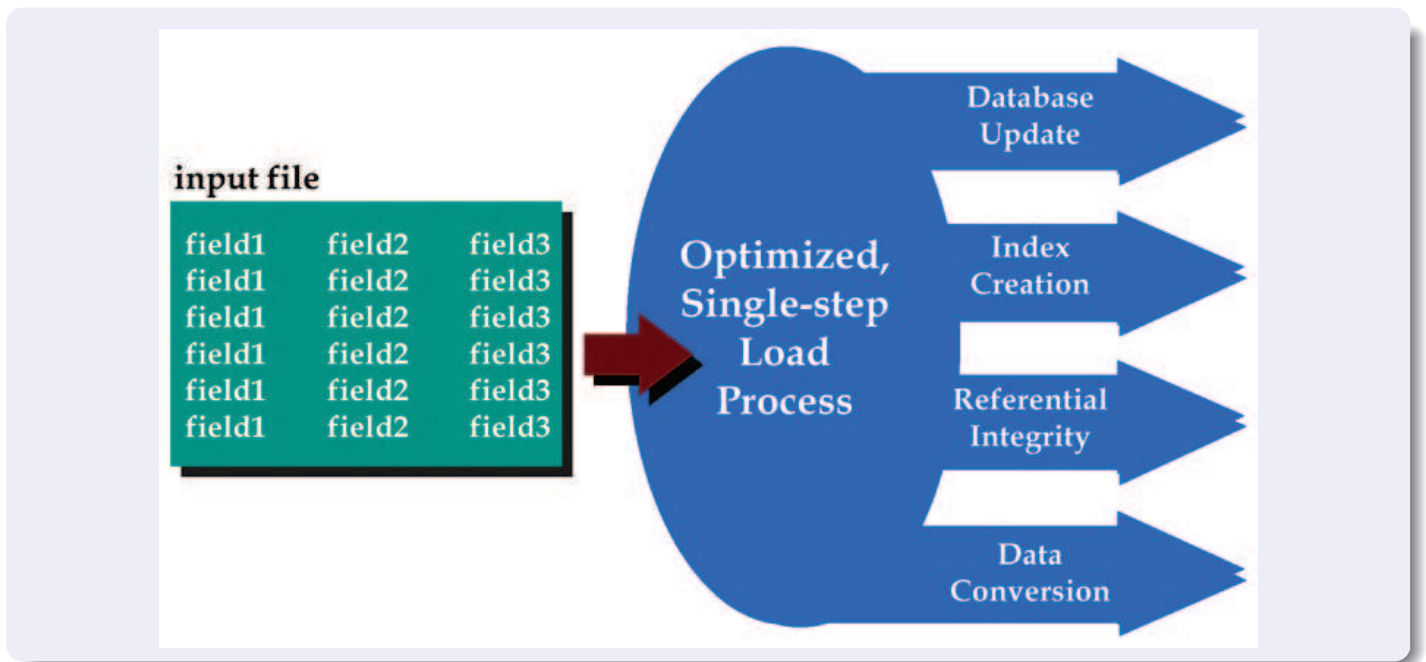 input file
field1 field2 field3
field1 field2 field3
field1 field2 field3
field1 field2 field3
field1 field2 field3
field1 field2 field3
Optimized,
Single-step
Load
Process
Database
Update
Index
Creation
Referential
Integrity
Data
Conversion